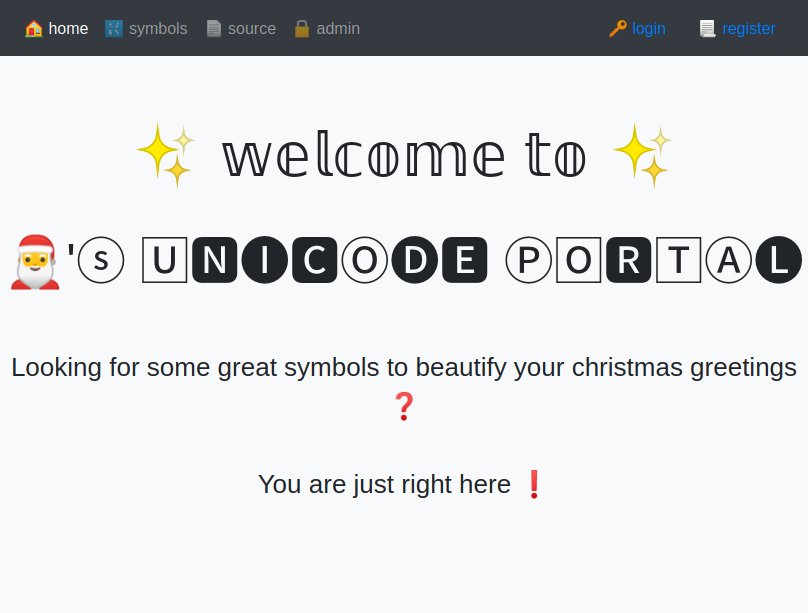 🏠 home 🔣 symbols 📄 source 🔒 admin 🔑 login 📃 register
✨ 𝕨𝕖𝕝𝕔𝕠𝕞𝕖 𝕥𝕠 ✨
🎅's ⓢ 🅄🅽🅘🅲Ⓞ🅓🅴 Ⓟ🄾🆁🅃Ⓐ🅛
Looking for some great symbols to beautify your christmas greetings
❓
You are just right here ❗